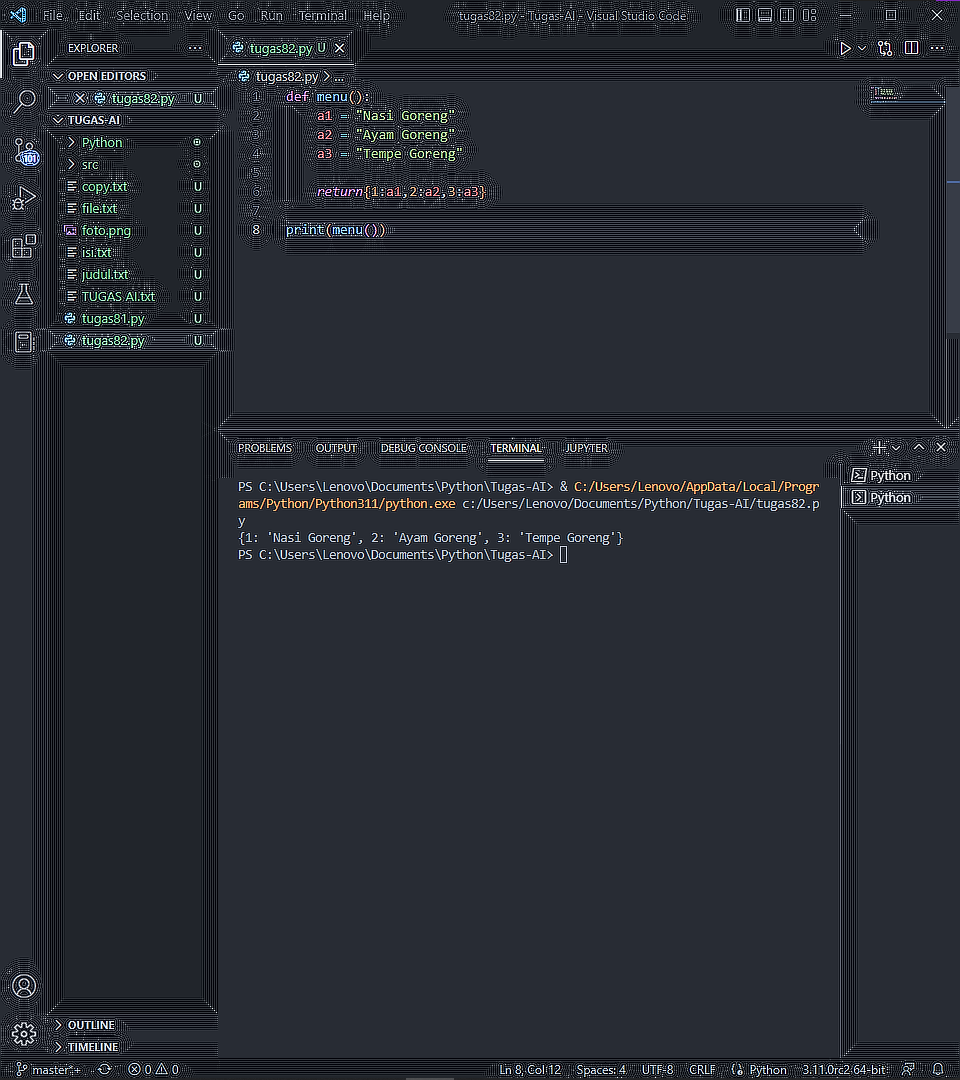 File Edit Selection View Go Run Terminal Help tugas82.py - Tugas-AI - Visual Studio Code
EXPLORER
OPEN EDITORS
tugas82.py U
TUGAS-AI
Python
src
copy.txt U
file.txt U
foto.png U
isi.txt U
judul.txt U
TUGAS AI.txt U
tugas81.py U
tugas82.py U
OUTLINE
TIMELINE
101
tugas82.py U
tugas82.py > ...
1 def menu():
2 a1 = "Nasi Goreng"
3 a2 = "Ayam Goreng"
4 a3 = "Tempe Goreng"
5
6 return{1:a1,2:a2,3:a3}
7
8 print(menu())
PROBLEMS OUTPUT DEBUG CONSOLE TERMINAL JUPYTER
PS C:\Users\Lenovo\Documents\Python\Tugas-AI> & C:/Users/Lenovo/AppData/Local/Progr
ams/Python/Python311/python.exe c:/Users/Lenovo/Documents/Python/Tugas-AI/tugas82.p
y
{1: 'Nasi Goreng', 2: 'Ayam Goreng', 3: 'Tempe Goreng'}
PS C:\Users\Lenovo\Documents\Python\Tugas-AI>
Python
Python
master*+ 0 0 Ln 8, Col 12 Spaces: 4 UTF-8 CRLF Python 3.11.0rc2 64-bit